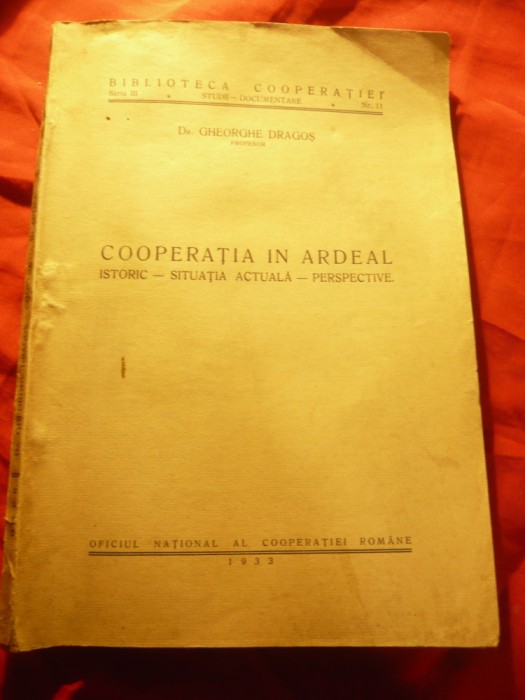 BIBLIOTECA COOPERAȚIEI
Seria III STUDII — DOCUMENTARE Nr. 11
Dr. GHEORGHE DRAGOȘ
PROFESOR
COOPERAȚIA IN ARDEAL
ISTORIC — SITUAȚIA ACTUALĂ — PERSPECTIVE.
OFICIUL NAȚIONAL AL COOPERAȚIEI ROMÂNE
1933